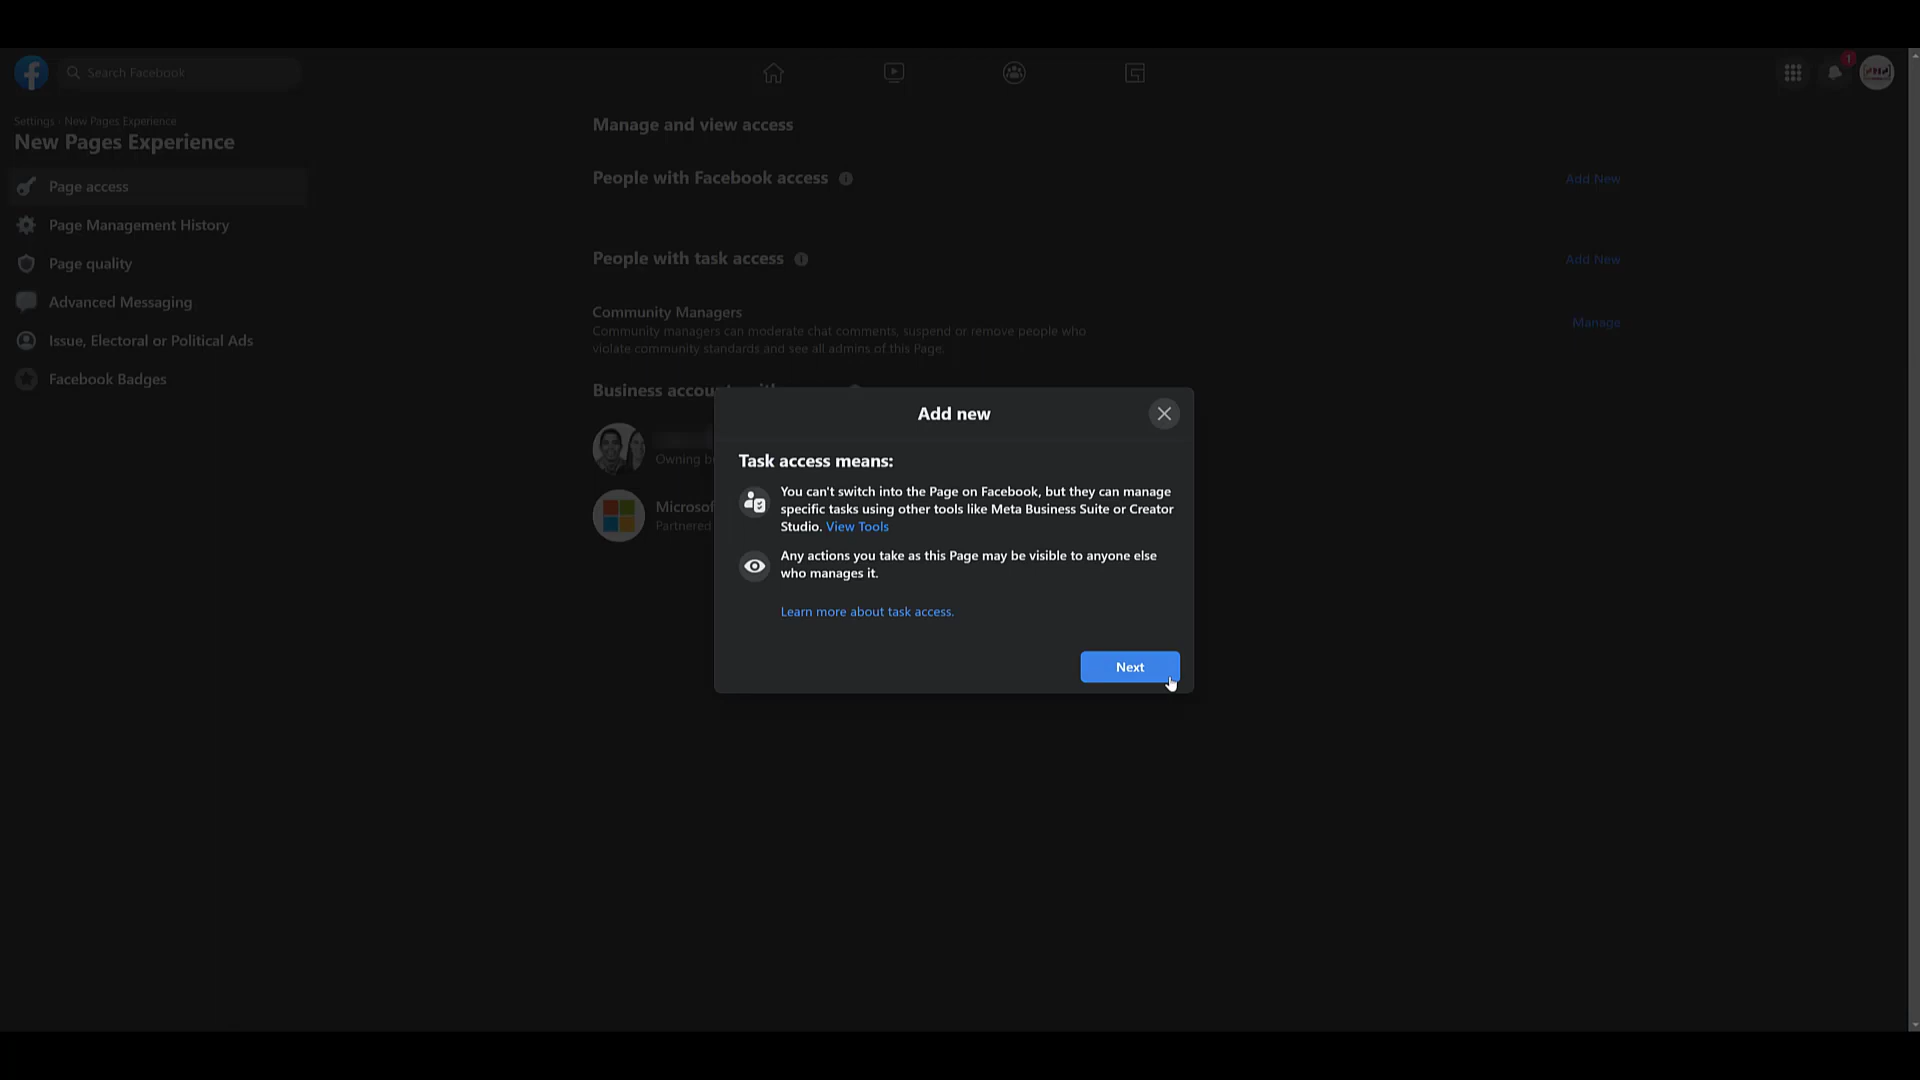 Search Facebook
1
Settings · New Pages Experience
New Pages Experience
Page access
Page Management History
Page quality
Advanced Messaging
Issue, Electoral or Political Ads
Facebook Badges
Manage and view access
People with Facebook access
Add New
People with task access
Add New
Community Managers
Community managers can moderate chat comments, suspend or remove people who
violate community standards and see all admins of this Page.
Manage
Business
Owning
Partnered
Add new
Task access means:
You can't switch into the Page on Facebook, but they can manage
specific tasks using other tools like Meta Business Suite or Creator
Studio. View Tools
Any actions you take as this Page may be visible to anyone else
who manages it.
Learn more about task access.
Next